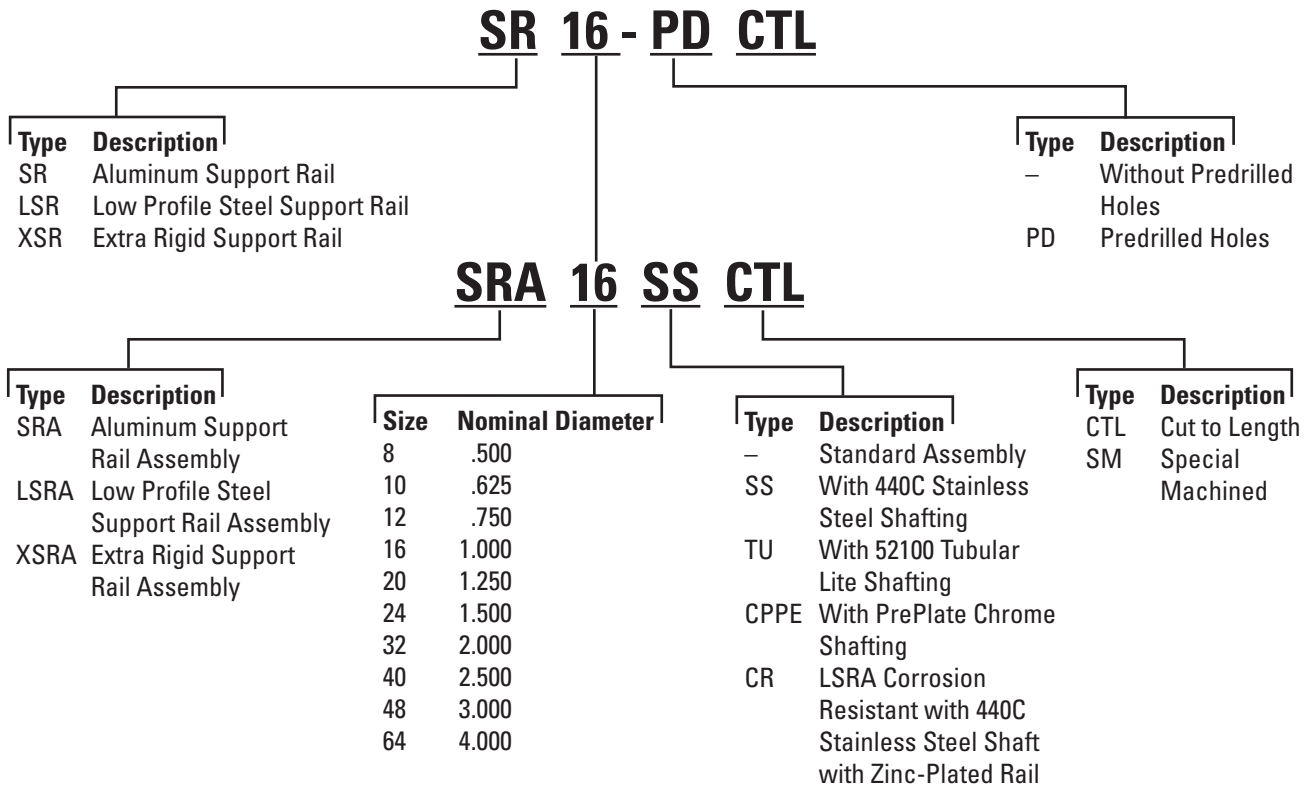 SR 16 - PD CTL
Type Description
SR Aluminum Support Rail
LSR Low Profile Steel Support Rail
XSR Extra Rigid Support Rail
Type Description
– Without Predrilled
Holes
PD Predrilled Holes
SRA 16 SS CTL
Type Description
SRA Aluminum Support
Rail Assembly
LSRA Low Profile Steel
Support Rail Assembly
XSRA Extra Rigid Support
Rail Assembly
Size Nominal Diameter
8 .500
10 .625
12 .750
16 1.000
20 1.250
24 1.500
32 2.000
40 2.500
48 3.000
64 4.000
Type Description
– Standard Assembly
SS With 440C Stainless
Steel Shafting
TU With 52100 Tubular
Lite Shafting
CPPE With PrePlate Chrome
Shafting
CR LSRA Corrosion
Resistant with 440C
Stainless Steel Shaft
with Zinc-Plated Rail
Type Description
CTL Cut to Length
SM Special
Machined